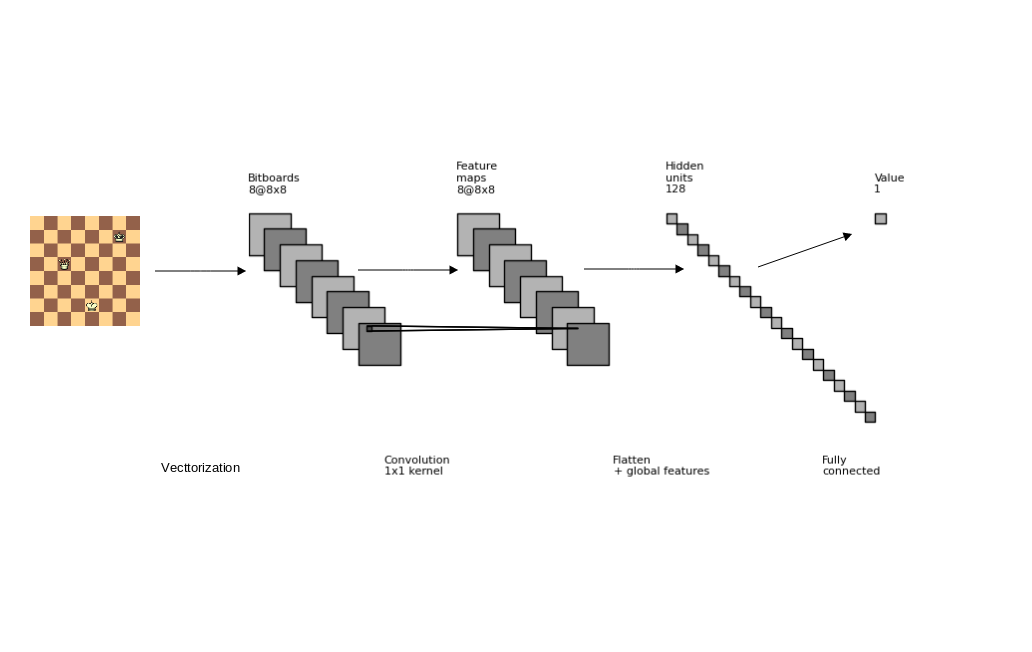 Bitboards
8@8x8
Feature
maps
8@8x8
Hidden
units
128
Value
1
Vecttorization
Convolution
1x1 kernel
Flatten
+ global features
Fully
connected